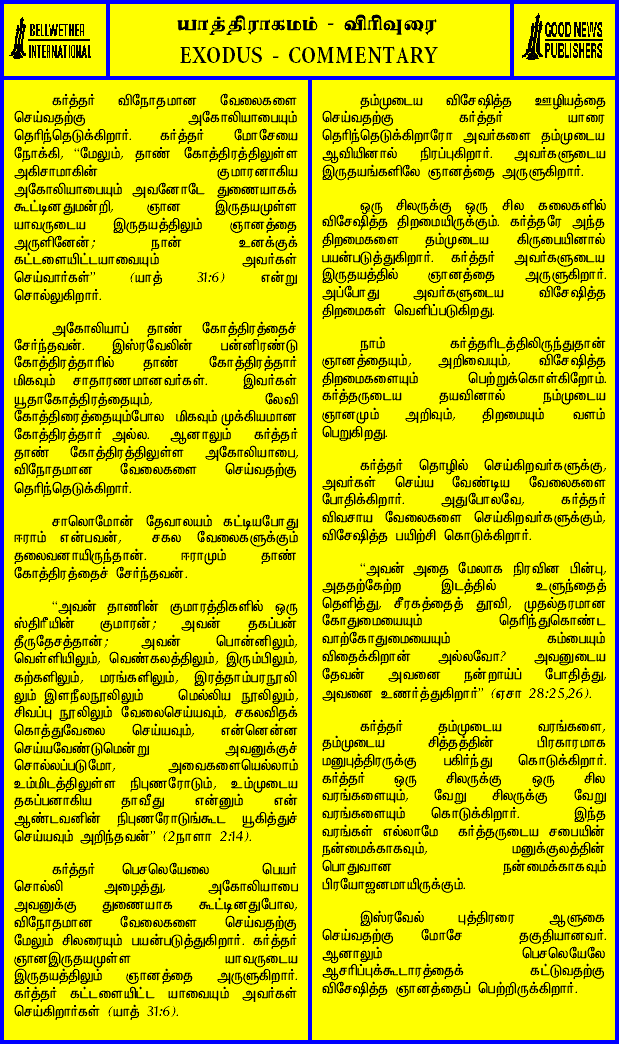 BELLWETHER
INTERNATIONAL
யாத்திராகமம் - விரிவுரை
EXODUS - COMMENTARY
GOOD NEWS
PUBLISHERS
கர்த்தர் விநோதமான வேலைகளை
செய்வதற்கு அகோலியாபையும்
தெரிந்தெடுக்கிறார். கர்த்தர் மோசேயை
நோக்கி, “மேலும், தாண் கோத்திரத்திலுள்ள
அகிசாமாகின் குமாரனாகிய
அகோலியாபையும் அவனோடே துணையாகக்
கூட்டினதுமன்றி, ஞான இருதயமுள்ள
யாவருடைய இருதயத்திலும் ஞானத்தை
அருளினேன்; நான் உனக்குக்
கட்டளையிட்டயாவையும் அவர்கள்
செய்வார்கள்” (யாத் 31:6) என்று
சொல்லுகிறார்.
அகோலியாப் தாண் கோத்திரத்தைச்
சேர்ந்தவன். இஸ்ரவேலின் பன்னிரண்டு
கோத்திரத்தாரில் தாண் கோத்திரத்தார்
மிகவும் சாதாரணமானவர்கள். இவர்கள்
யூதாகோத்திரத்தையும், லேவி
கோத்திரைத்தையும்போல மிகவும் முக்கியமான
கோத்திரத்தார் அல்ல. ஆனாலும் கர்த்தர்
தாண் கோத்திரத்திலுள்ள அகோலியாபை,
விநோதமான வேலைகளை செய்வதற்கு
தெரிந்தெடுக்கிறார்.
சாலொமோன் தேவாலயம் கட்டியபோது
ஈராம் என்பவன், சகல வேலைகளுக்கும்
தலைவனாயிருந்தான். ஈராமும் தாண்
கோத்திரத்தைச் சேர்ந்தவன்.
“அவன் தாணின் குமாரத்திகளில் ஒரு
ஸ்திரீயின் குமாரன்; அவன் தகப்பன்
தீருதேசத்தான்; அவன் பொன்னிலும்,
வெள்ளியிலும், வெண்கலத்திலும், இரும்பிலும்,
கற்களிலும், மரங்களிலும், இரத்தாம்பரநூலி
லும் இளநீலநூலிலும் மெல்லிய நூலிலும்,
சிவப்பு நூலிலும் வேலைசெய்யவும், சகலவிதக்
கொத்துவேலை செய்யவும், என்னென்ன
செய்யவேண்டுமென்று அவனுக்குச்
சொல்லப்படுமோ, அவைகளையெல்லாம்
உம்மிடத்திலுள்ள நிபுணரோடும், உம்முடைய
தகப்பனாகிய தாவீது என்னும் என்
ஆண்டவனின் நிபுணரோடுங்கூட யூகித்துச்
செய்யவும் அறிந்தவன்” (2நாளா 2:14).
கர்த்தர் பெசலெயேலை பெயர்
சொல்லி அழைத்து, அகோலியாபை
அவனுக்கு துணையாக கூட்டினதுபோல,
விநோதமான வேலைகளை செய்வதற்கு
மேலும் சிலரையும் பயன்படுத்துகிறார். கர்த்தர்
ஞானஇருதயமுள்ள யாவருடைய
இருதயத்திலும் ஞானத்தை அருளுகிறார்.
கர்த்தர் கட்டளையிட்ட யாவையும் அவர்கள்
செய்கிறார்கள் (யாத் 31:6).
தம்முடைய விசேஷித்த ஊழியத்தை
செய்வதற்கு கர்த்தர் யாரை
தெரிந்தெடுக்கிறாரோ அவர்களை தம்முடைய
ஆவியினால் நிரப்புகிறார். அவர்களுடைய
இருதயங்களிலே ஞானத்தை அருளுகிறார்.
ஒரு சிலருக்கு ஒரு சில கலைகளில்
விசேஷித்த திறமையிருக்கும். கர்த்தரே அந்த
திறமைகளை தம்முடைய கிருபையினால்
பயன்படுத்துகிறார். கர்த்தர் அவர்களுடைய
இருதயத்தில் ஞானத்தை அருளுகிறார்.
அப்போது அவர்களுடைய விசேஷித்த
திறமைகள் வெளிப்படுகிறது.
நாம் கர்த்தரிடத்திலிருந்துதான்
ஞானத்தையும், அறிவையும், விசேஷித்த
திறமைகளையும் பெற்றுக்கொள்கிறோம்.
கர்த்தருடைய தயவினால் நம்முடைய
ஞானமும் அறிவும், திறமையும் வளம்
பெறுகிறது.
கர்த்தர் தொழில் செய்கிறவர்களுக்கு,
அவர்கள் செய்ய வேண்டிய வேலைகளை
போதிக்கிறார். அதுபோலவே, கர்த்தர்
விவசாய வேலைகளை செய்கிறவர்களுக்கும்,
விசேஷித்த பயிற்சி கொடுக்கிறார்.
“அவன் அதை மேலாக நிரவின பின்பு,
அததற்கேற்ற இடத்தில் உளுந்தைத்
தெளித்து, சீரகத்தைத் தூவி, முதல்தரமான
கோதுமையையும் தெரிந்துகொண்ட
வாற்கோதுமையையும் கம்பையும்
விதைக்கிறான் அல்லவோ? அவனுடைய
தேவன் அவனை நன்றாய்ப் போதித்து,
அவனை உணர்த்துகிறார்” (ஏசா 28:25,26).
கர்த்தர் தம்முடைய வரங்களை,
தம்முடைய சித்தத்தின் பிரகாரமாக
மனுபுத்திரருக்கு பகிர்ந்து கொடுக்கிறார்.
கர்த்தர் ஒரு சிலருக்கு ஒரு சில
வரங்களையும், வேறு சிலருக்கு வேறு
வரங்களையும் கொடுக்கிறார். இந்த
வரங்கள் எல்லாமே கர்த்தருடைய சபையின்
நன்மைக்காகவும், மனுக்குலத்தின்
பொதுவான நன்மைக்காகவும்
பிரயோஜனமாயிருக்கும்.
இஸ்ரவேல் புத்திரரை ஆளுகை
செய்வதற்கு மோசே தகுதியானவர்.
ஆனாலும் பெசலெயேலே
ஆசரிப்புக்கூடாரத்தைக் கட்டுவதற்கு
விசேஷித்த ஞானத்தைப் பெற்றிருக்கிறார்.